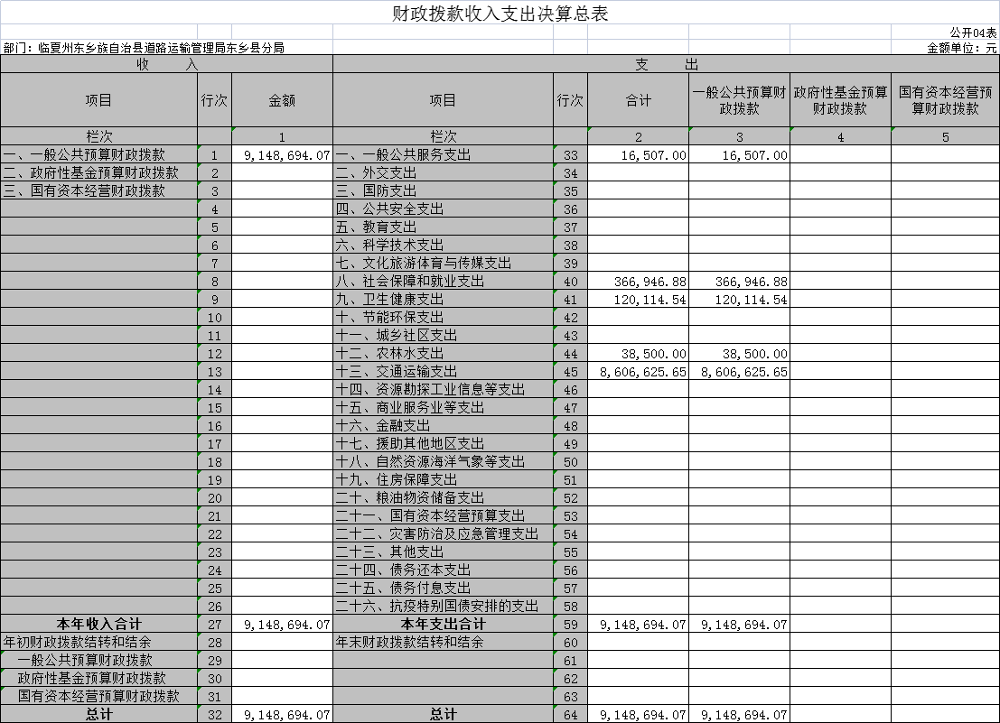 财政拨款收入支出决算总表
公开04表
部门：临夏州东乡族自治县道路运输管理局东乡县分局 金额单位：元
收 入 支 出
项目 行次 金额 项目 行次 合计 一般公共预算财政拨款 政府性基金预算财政拨款 国有资本经营预算财政拨款
栏次 1 栏次 2 3 4 5
一、一般公共预算财政拨款 1 9,148,694.07 一、一般公共服务支出 33 16,507.00 16,507.00
二、政府性基金预算财政拨款 2 二、外交支出 34
三、国有资本经营财政拨款 3 三、国防支出 35
4 四、公共安全支出 36
5 五、教育支出 37
6 六、科学技术支出 38
7 七、文化旅游体育与传媒支出 39
8 八、社会保障和就业支出 40 366,946.88 366,946.88
9 九、卫生健康支出 41 120,114.54 120,114.54
10 十、节能环保支出 42
11 十一、城乡社区支出 43
12 十二、农林水支出 44 38,500.00 38,500.00
13 十三、交通运输支出 45 8,606,625.65 8,606,625.65
14 十四、资源勘探工业信息等支出 46
15 十五、商业服务业等支出 47
16 十六、金融支出 48
17 十七、援助其他地区支出 49
18 十八、自然资源海洋气象等支出 50
19 十九、住房保障支出 51
20 二十、粮油物资储备支出 52
21 二十一、国有资本经营预算支出 53
22 二十二、灾害防治及应急管理支出 54
23 二十三、其他支出 55
24 二十四、债务还本支出 56
25 二十五、债务付息支出 57
26 二十六、抗疫特别国债安排的支出 58
本年收入合计 27 9,148,694.07 本年支出合计 59 9,148,694.07 9,148,694.07
年初财政拨款结转和结余 28 年末财政拨款结转和结余 60
一般公共预算财政拨款 29 61
政府性基金预算财政拨款 30 62
国有资本经营预算财政拨款 31 63
总计 32 9,148,694.07 总计 64 9,148,694.07 9,148,694.07